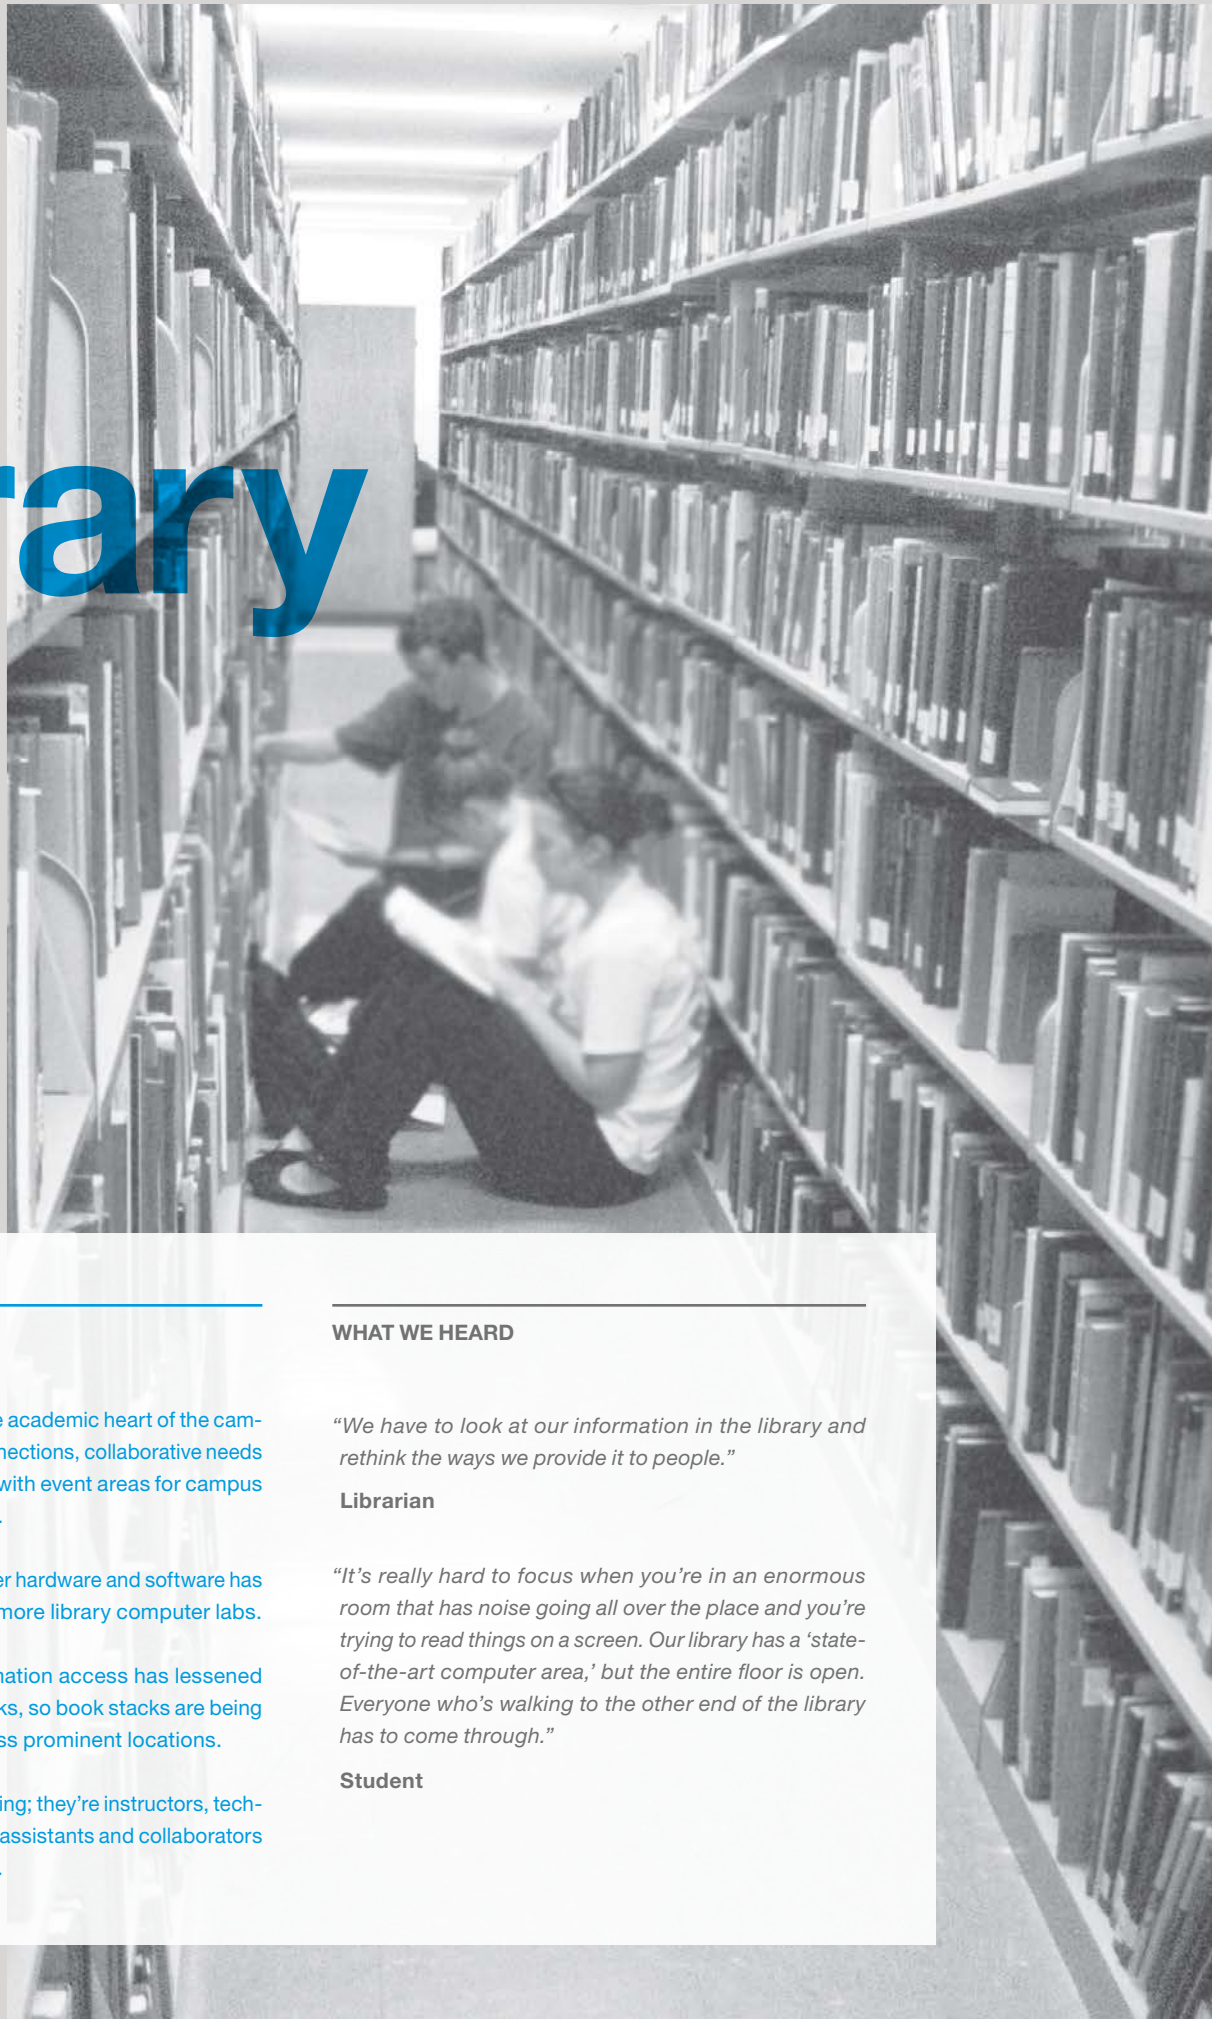 rary
e academic heart of the cam-
nections, collaborative needs
with event areas for campus
.
er hardware and software has
more library computer labs.
mation access has lessened
ks, so book stacks are being
ss prominent locations.
ing; they’re instructors, tech-
assistants and collaborators
.
WHAT WE HEARD
“We have to look at our information in the library and
rethink the ways we provide it to people.”
Librarian
“It’s really hard to focus when you’re in an enormous
room that has noise going all over the place and you’re
trying to read things on a screen. Our library has a ‘state-
of-the-art computer area,’ but the entire floor is open.
Everyone who’s walking to the other end of the library
has to come through.”
Student